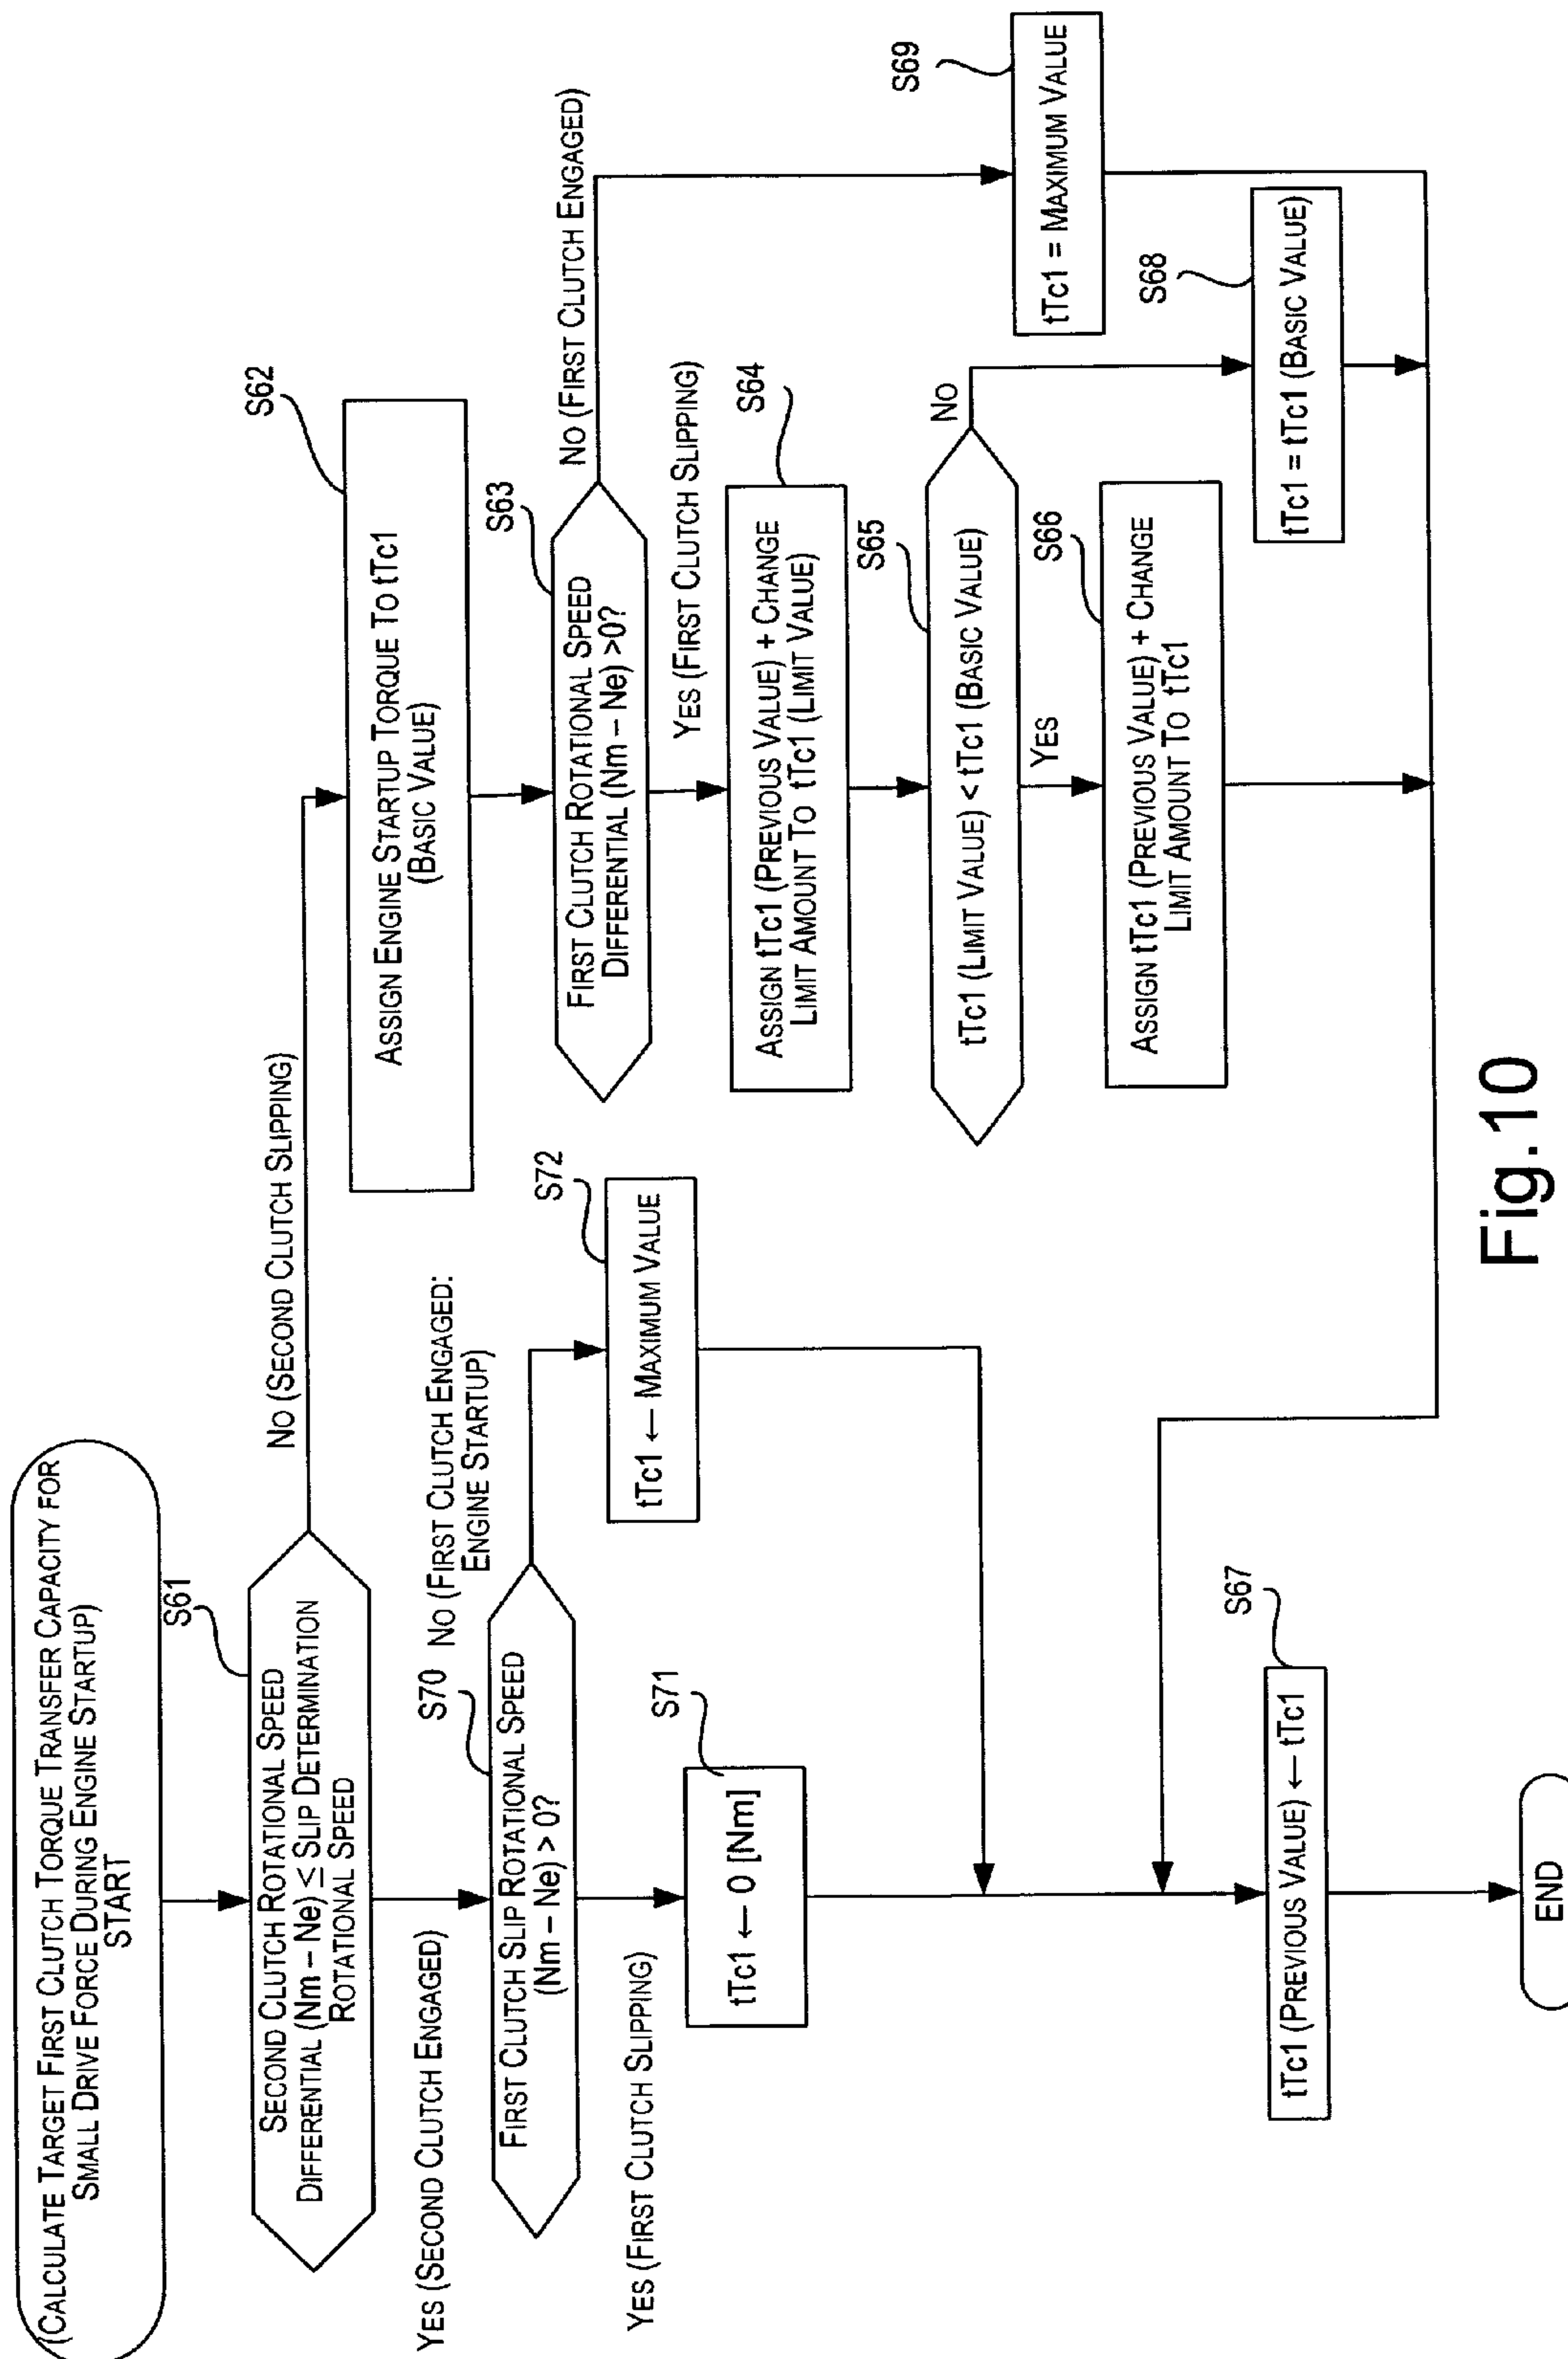 (CALCULATE TARGET FIRST CLUTCH TORQUE TRANSFER CAPACITY FOR
SMALL DRIVE FORCE DURING ENGINE STARTUP)
START
S61
SECOND CLUTCH ROTATIONAL SPEED
DIFFERENTIAL (Nm – Ne) ≤ SLIP DETERMINATION
ROTATIONAL SPEED
NO (SECOND CLUTCH SLIPPING)
YES (SECOND CLUTCH ENGAGED)
S62
ASSIGN ENGINE STARTUP TORQUE TO tTc1
(BASIC VALUE)
S63
FIRST CLUTCH ROTATIONAL SPEED
DIFFERENTIAL (Nm – Ne) >0?
NO (FIRST CLUTCH ENGAGED)
YES (FIRST CLUTCH SLIPPING)
S64
ASSIGN tTc1 (PREVIOUS VALUE) + CHANGE
LIMIT AMOUNT TO tTc1 (LIMIT VALUE)
S65
tTc1 (LIMIT VALUE) < tTc1 (BASIC VALUE)
NO
YES
S66
ASSIGN tTc1 (PREVIOUS VALUE) + CHANGE
LIMIT AMOUNT TO tTc1
S69
tTc1 = MAXIMUM VALUE
S68
tTc1 = tTc1 (BASIC VALUE)
S70
FIRST CLUTCH SLIP ROTATIONAL SPEED
(Nm – Ne) > 0?
NO (FIRST CLUTCH ENGAGED:
ENGINE STARTUP)
S72
tTc1 ← MAXIMUM VALUE
YES (FIRST CLUTCH SLIPPING)
S71
tTc1 ← 0 [Nm]
S67
tTc1 (PREVIOUS VALUE) ← tTc1
END
Fig.10